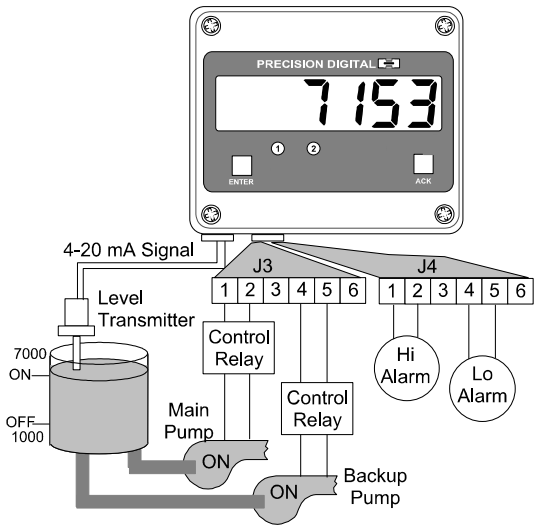 PRECISION DIGITAL
7153
1 2
ENTER
ACK
4-20 mA Signal
J3
J4
1 2 3 4 5 6
1 2 3 4 5 6
Level
Transmitter
Control
Relay
Hi
Alarm
Lo
Alarm
7000
ON
OFF
1000
Control
Relay
Main
Pump
ON
Backup
Pump
ON